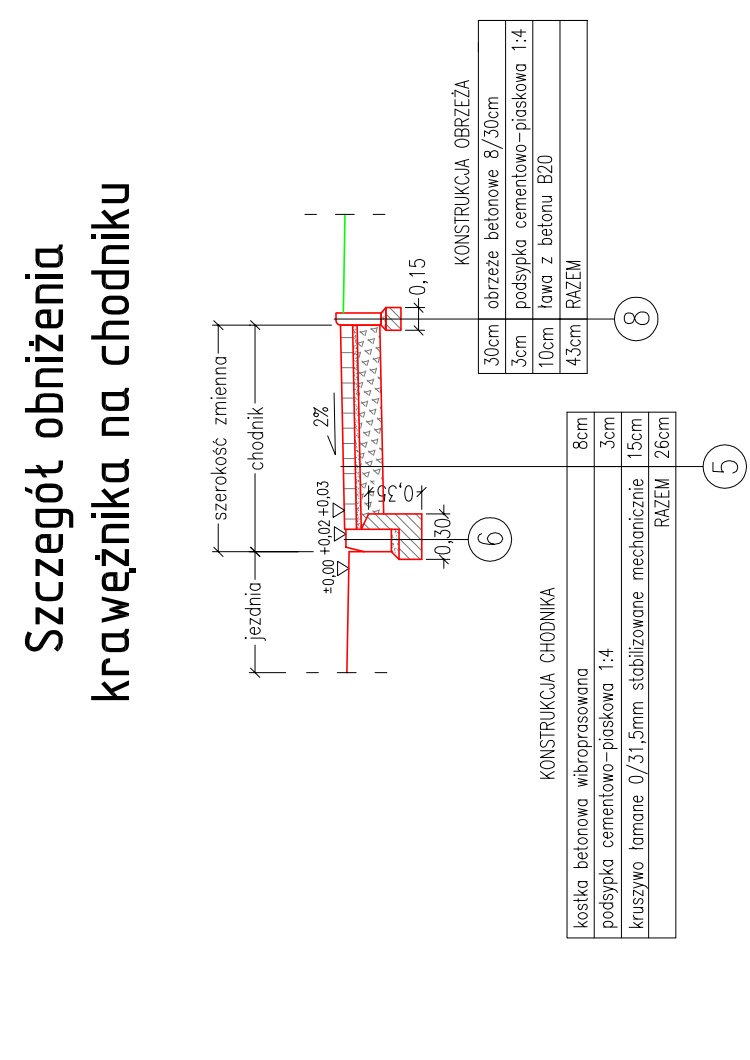 Szczegół obniżenia
krawężnika na chodniku
szerokość zmienna
jezdnia
chodnik
±0,00
+0,02
+0,03
2%
0,35
0,30
0,15
6
KONSTRUKCJA CHODNIKA
kostka betonowa wibroprasowana 8cm
podsypka cementowo-piaskowa 1:4 3cm
kruszywo łamane 0/31,5mm stabilizowane mechanicznie 15cm
RAZEM 26cm
5
KONSTRUKCJA OBRZEŻA
30cm obrzeże betonowe 8/30cm
3cm podsypka cementowo-piaskowa 1:4
10cm ława z betonu B20
43cm RAZEM
8